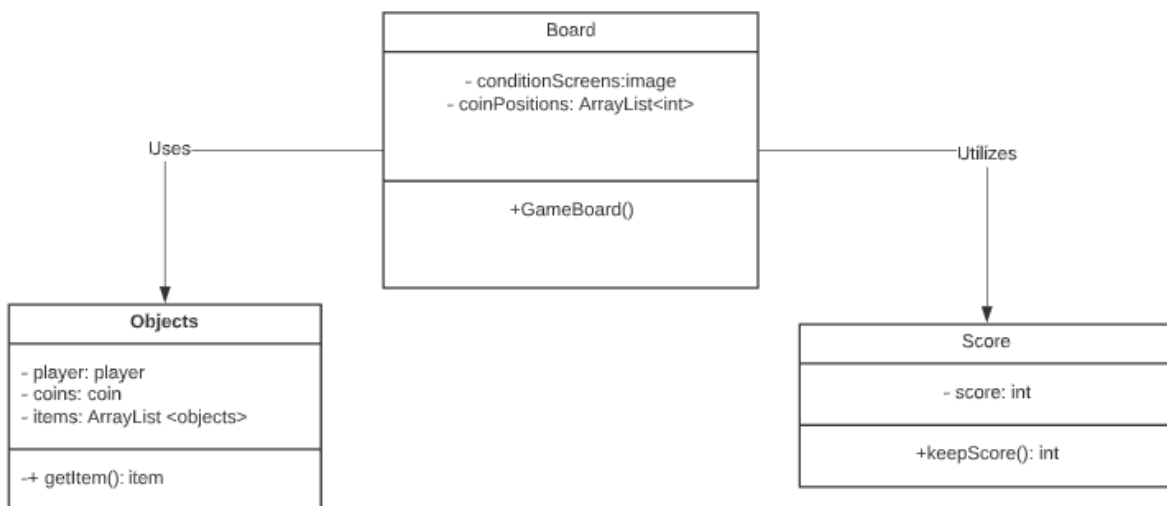 Board
- conditionScreens:image
- coinPositions: ArrayList<int>
+GameBoard()
Uses
Utilizes
Objects
- player: player
- coins: coin
- items: ArrayList <objects>
-+ getItem(): item
Score
- score: int
+keepScore(): int